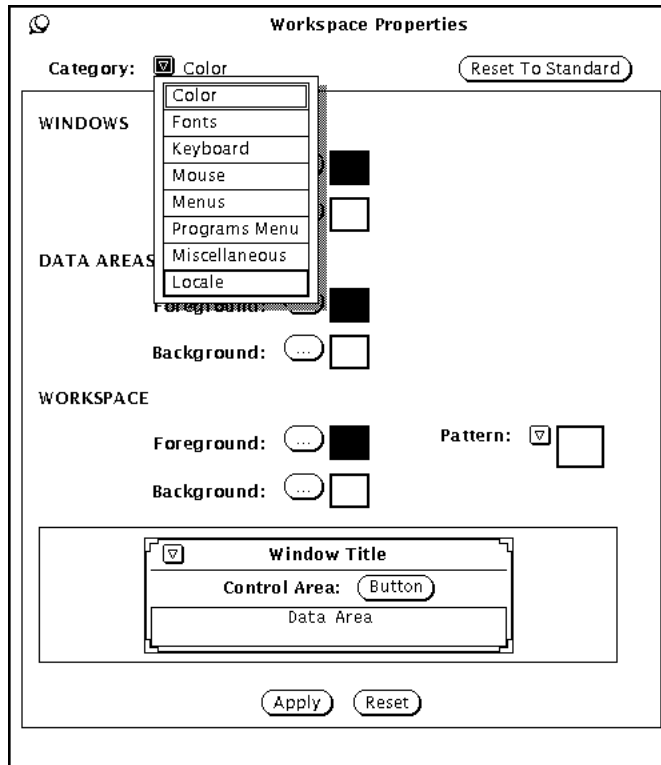 Workspace Properties
Category: Color Reset To Standard
Color
WINDOWS
Fonts
Keyboard
Mouse
Menus
Programs Menu
DATA AREAS Miscellaneous
Locale
Foreground: ...
Background: ...
WORKSPACE
Foreground: ... Pattern:
Background: ...
Window Title
Control Area: Button
Data Area
Apply Reset